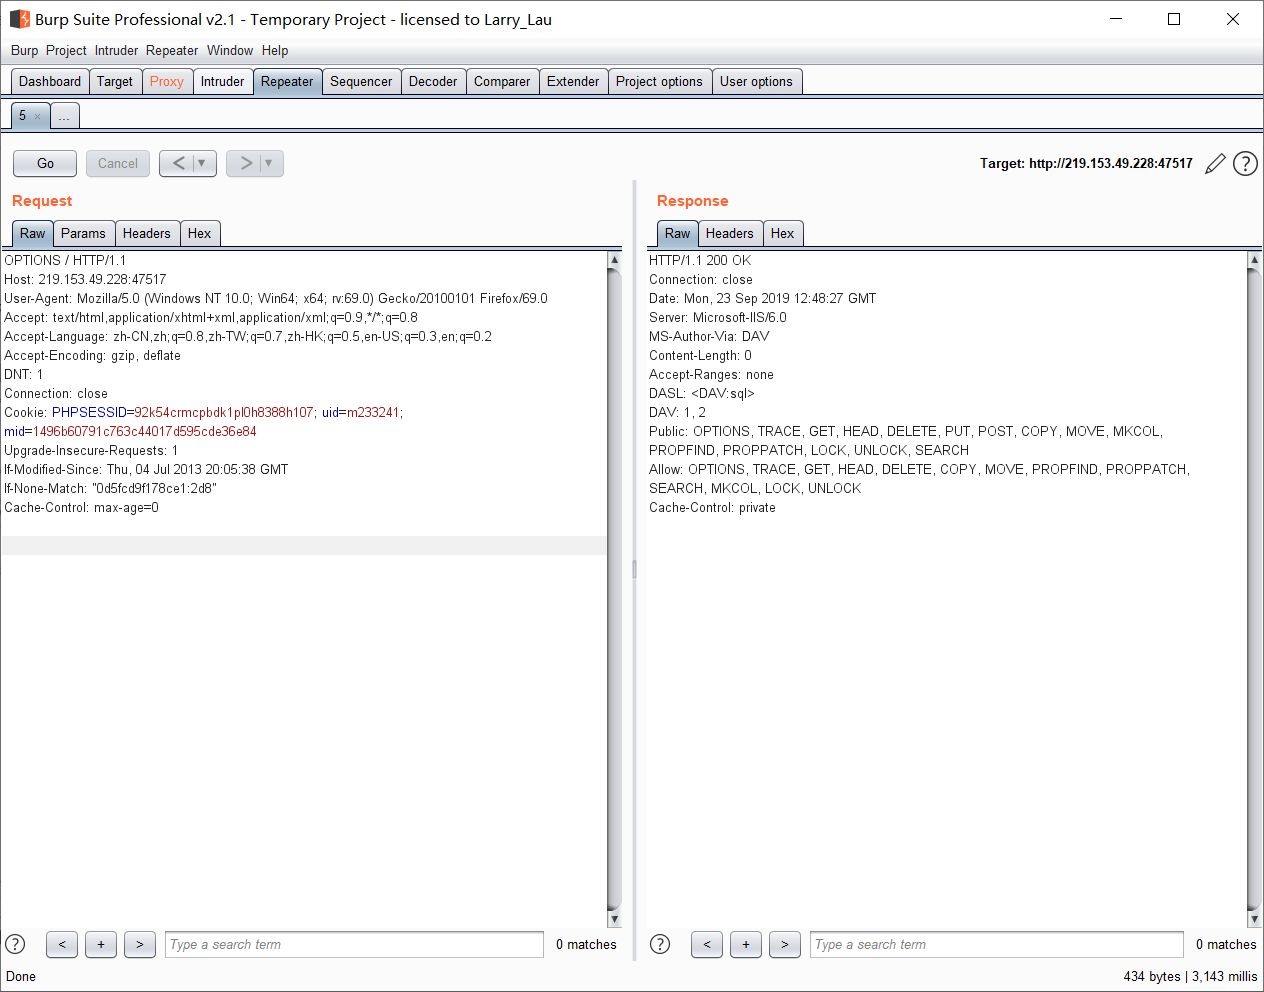 Burp Suite Professional v2.1 - Temporary Project - licensed to Larry_Lau
Burp Project Intruder Repeater Window Help
Dashboard Target Proxy Intruder Repeater Sequencer Decoder Comparer Extender Project options User options
5 × ...
Go Cancel < ▼ > ▼ Target: http://219.153.49.228:47517 ?
Request
Raw Params Headers Hex
OPTIONS / HTTP/1.1
Host: 219.153.49.228:47517
User-Agent: Mozilla/5.0 (Windows NT 10.0; Win64; x64; rv:69.0) Gecko/20100101 Firefox/69.0
Accept: text/html,application/xhtml+xml,application/xml;q=0.9,*/*;q=0.8
Accept-Language: zh-CN,zh;q=0.8,zh-TW;q=0.7,zh-HK;q=0.5,en-US;q=0.3,en;q=0.2
Accept-Encoding: gzip, deflate
DNT: 1
Connection: close
Cookie: PHPSESSID=92k54crmcpbdk1pl0h8388h107; uid=m233241;
mid=1496b60791c763c44017d595cde36e84
Upgrade-Insecure-Requests: 1
If-Modified-Since: Thu, 04 Jul 2013 20:05:38 GMT
If-None-Match: "0d5fcd9f178ce1:2d8"
Cache-Control: max-age=0
? < + > Type a search term 0 matches
Response
Raw Headers Hex
HTTP/1.1 200 OK
Connection: close
Date: Mon, 23 Sep 2019 12:48:27 GMT
Server: Microsoft-IIS/6.0
MS-Author-Via: DAV
Content-Length: 0
Accept-Ranges: none
DASL: <DAV:sql>
DAV: 1, 2
Public: OPTIONS, TRACE, GET, HEAD, DELETE, PUT, POST, COPY, MOVE, MKCOL,
PROPFIND, PROPPATCH, LOCK, UNLOCK, SEARCH
Allow: OPTIONS, TRACE, GET, HEAD, DELETE, COPY, MOVE, PROPFIND, PROPPATCH,
SEARCH, MKCOL, LOCK, UNLOCK
Cache-Control: private
? < + > Type a search term 0 matches
Done 434 bytes | 3,143 millis